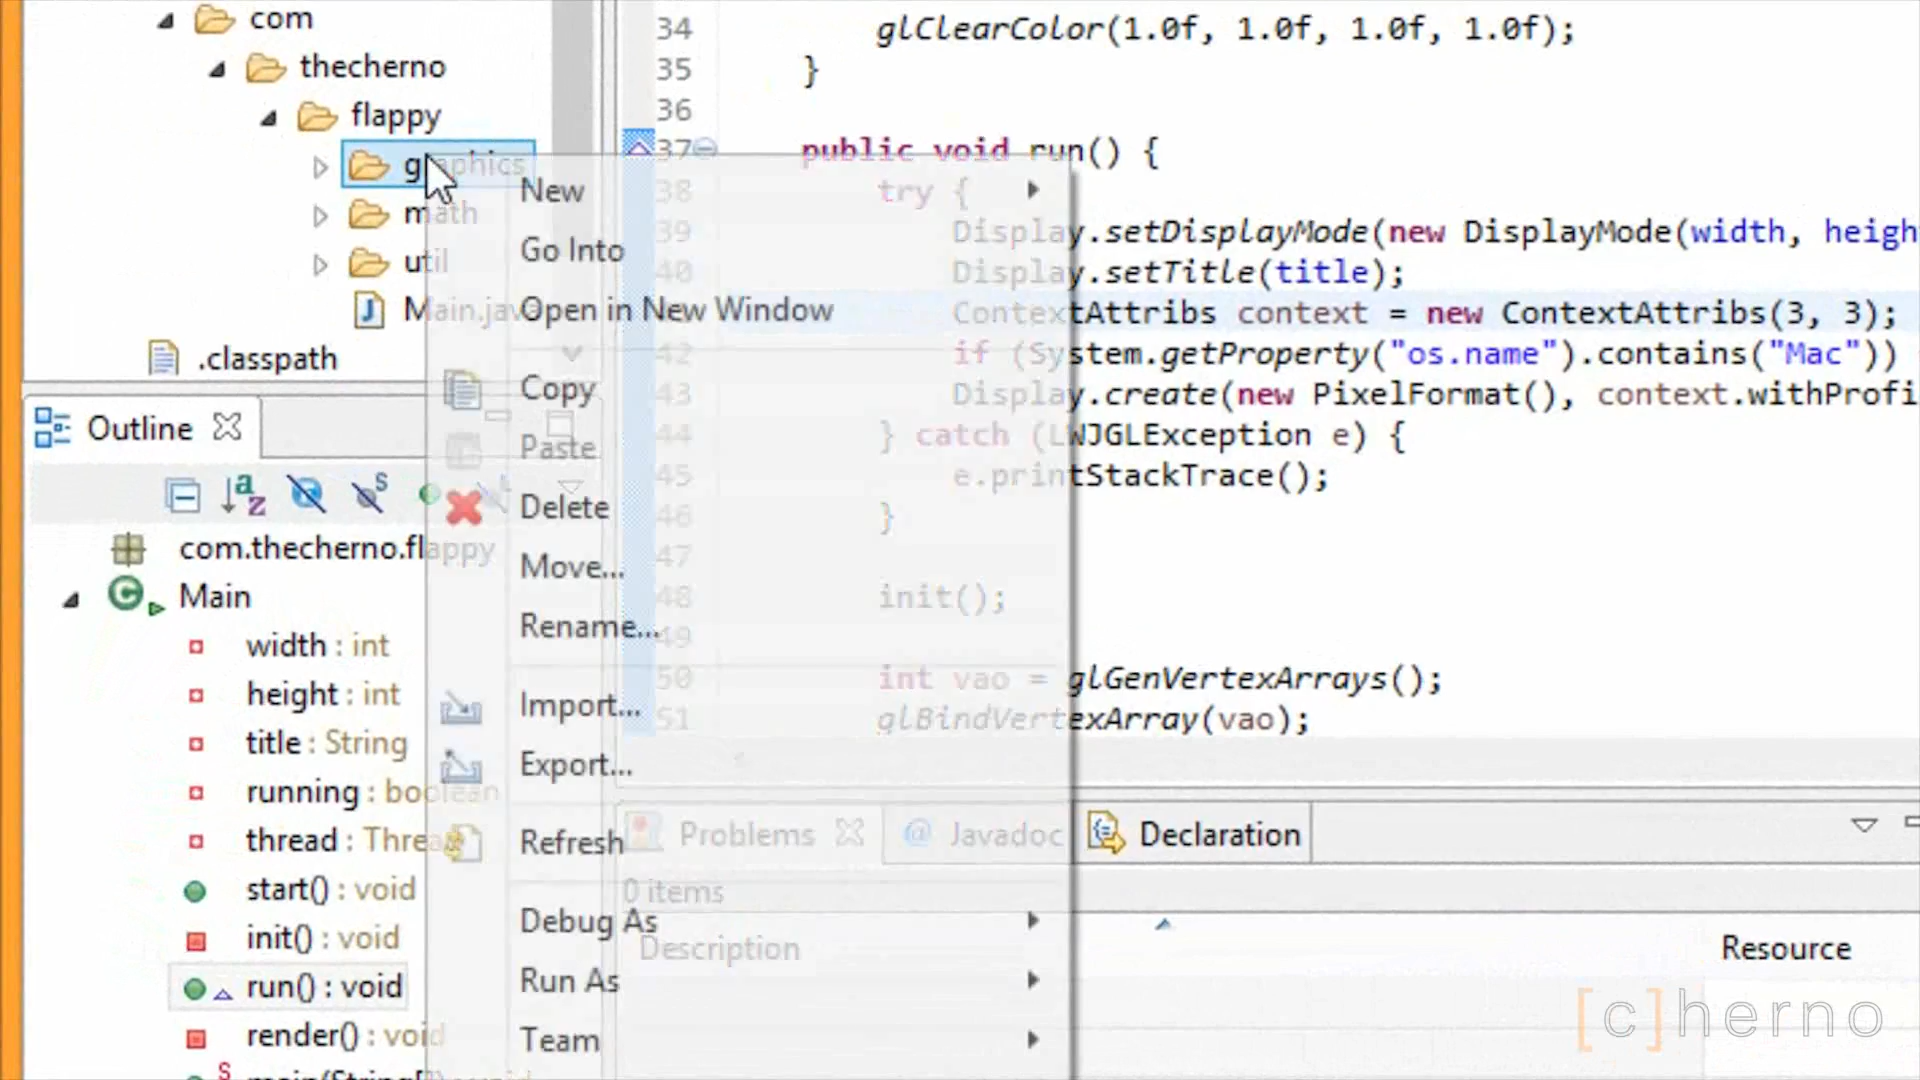 com
thecherno
flappy
graphics
math
util
Main.java
.classpath
Outline
com.thecherno.flappy
Main
width : int
height : int
title : String
running : boolean
thread : Thread
start() : void
init() : void
run() : void
render() : void
New
Go Into
Open in New Window
Copy
Paste
Delete
Move...
Rename...
Import...
Export...
Refresh
Debug As
Run As
Team
34 glClearColor(1.0f, 1.0f, 1.0f, 1.0f);
35 }
36
37 public void run() {
38 try {
39 Display.setDisplayMode(new DisplayMode(width, heigh
40 Display.setTitle(title);
ContextAttribs context = new ContextAttribs(3, 3);
42 if (System.getProperty("os.name").contains("Mac"))
43 Display.create(new PixelFormat(), context.withProfi
44 } catch (LWJGLException e) {
45 e.printStackTrace();
46 }
47
48 init();
49
50 int vao = glGenVertexArrays();
51 glBindVertexArray(vao);
Problems @ Javadoc Declaration
0 items
Description Resource
[c]herno